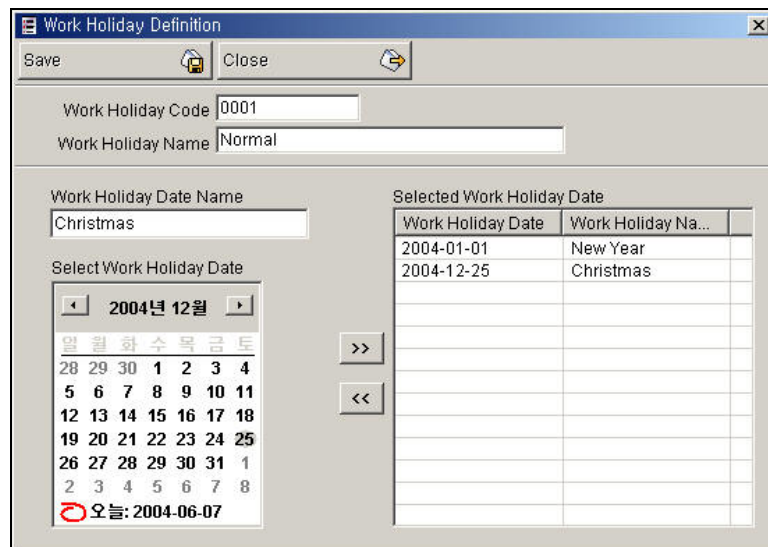 Work Holiday Definition
Save Close
Work Holiday Code 0001
Work Holiday Name Normal
Work Holiday Date Name
Christmas
Select Work Holiday Date
2004년 12월
일 월 화 수 목 금 토
28 29 30 1 2 3 4
5 6 7 8 9 10 11
12 13 14 15 16 17 18
19 20 21 22 23 24 25
26 27 28 29 30 31 1
2 3 4 5 6 7 8
오늘: 2004-06-07
>>
<<
Selected Work Holiday Date
Work Holiday Date Work Holiday Na...
2004-01-01 New Year
2004-12-25 Christmas